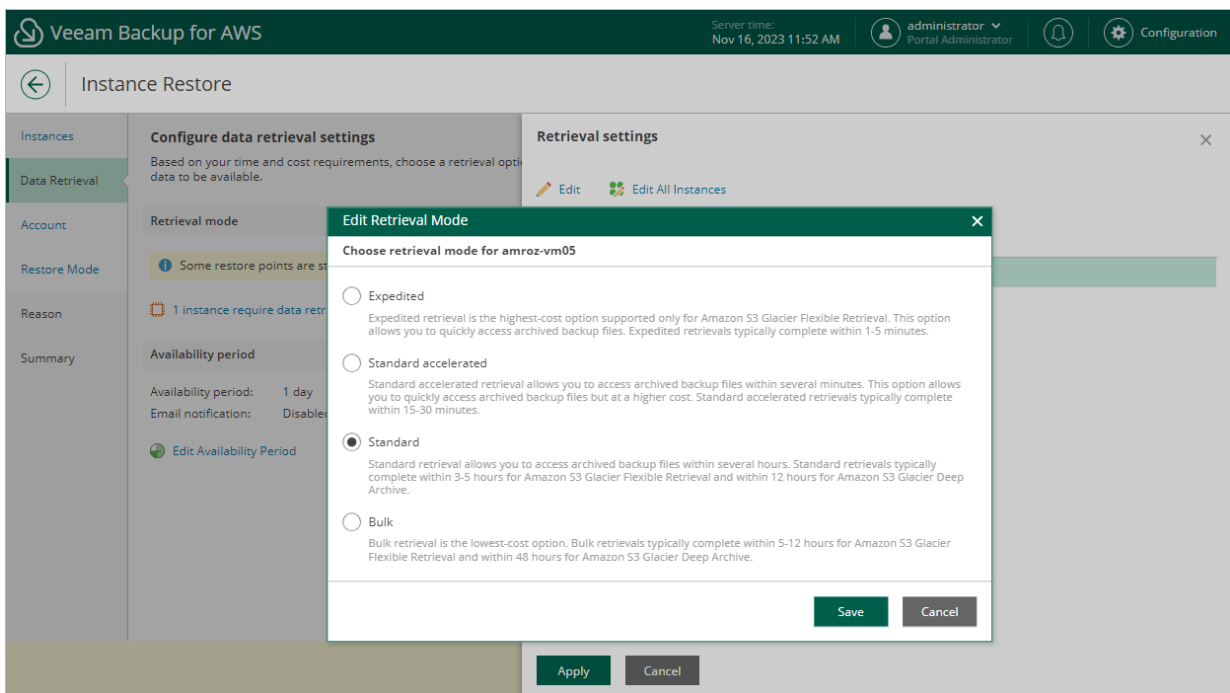 Veeam Backup for AWS
Server time:
Nov 16, 2023 11:52 AM
administrator
Portal Administrator
Configuration
Instance Restore
Instances
Data Retrieval
Account
Restore Mode
Reason
Summary
Configure data retrieval settings
Based on your time and cost requirements, choose a retrieval
data to be available.
Retrieval mode
Some restore points are
1 instance require data
Availability period
Availability period: 1 day
Email notification:
Edit Availability Period
Retrieval settings
Edit
Edit All Instances
Edit Retrieval Mode
Choose retrieval mode for amroz-vm05
Expedited
Expedited retrieval is the highest-cost option supported only for Amazon S3 Glacier Flexible Retrieval. This option
allows you to quickly access archived backup files. Expedited retrievals typically complete within 1-5 minutes.
Standard accelerated
Standard accelerated retrieval allows you to access archived backup files within several minutes. This option allows
you to quickly access archived backup files but at a higher cost. Standard accelerated retrievals typically complete
within 15-30 minutes.
Standard
Standard retrieval allows you to access archived backup files within several hours. Standard retrievals typically
complete within 3-5 hours for Amazon S3 Glacier Flexible Retrieval and within 12 hours for Amazon S3 Glacier Deep
Archive.
Bulk
Bulk retrieval is the lowest-cost option. Bulk retrievals typically complete within 5-12 hours for Amazon S3 Glacier
Flexible Retrieval and within 48 hours for Amazon S3 Glacier Deep Archive.
Save
Cancel
Apply
Cancel